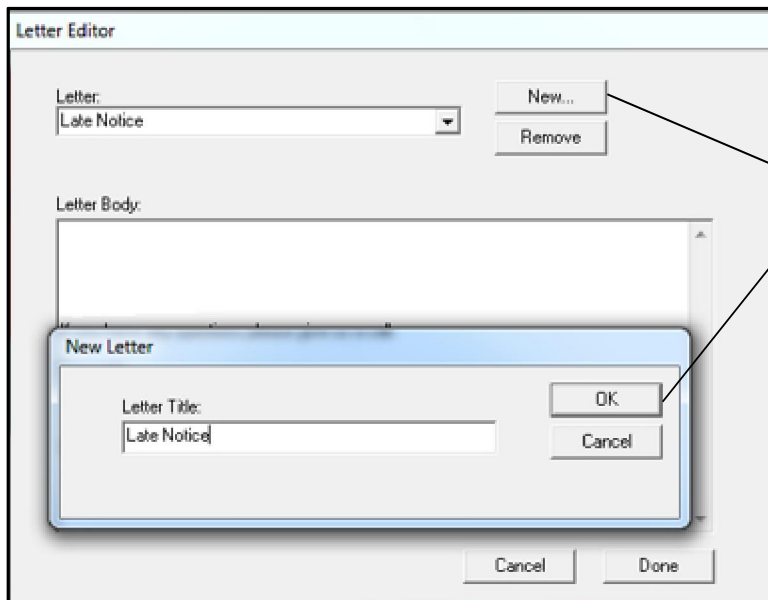 Letter Editor
Letter:
Late Notice
New...
Remove
Letter Body:
New Letter
Letter Title:
Late Notice
OK
Cancel
Cancel
Done